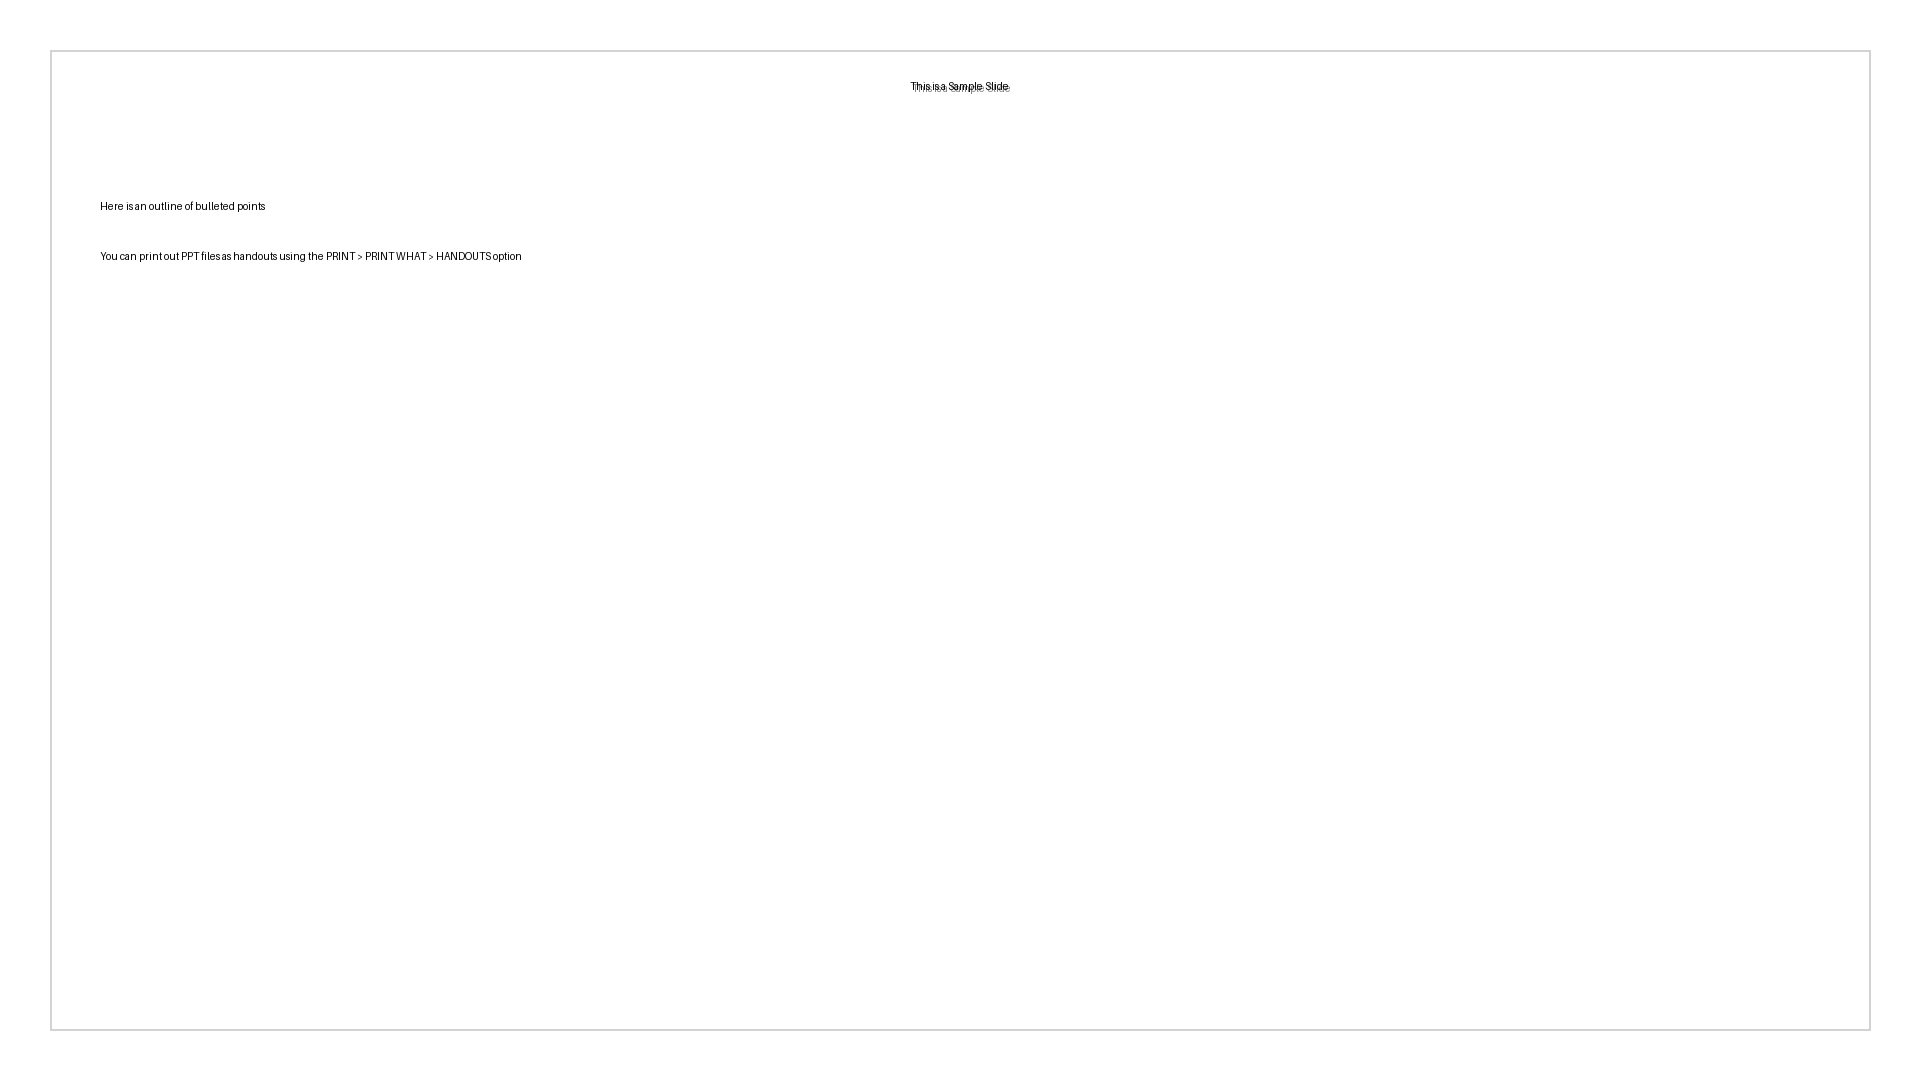 This is a Sample Slide
Here is an outline of bulleted points
You can print out PPT files as handouts using the PRINT > PRINT WHAT > HANDOUTS option